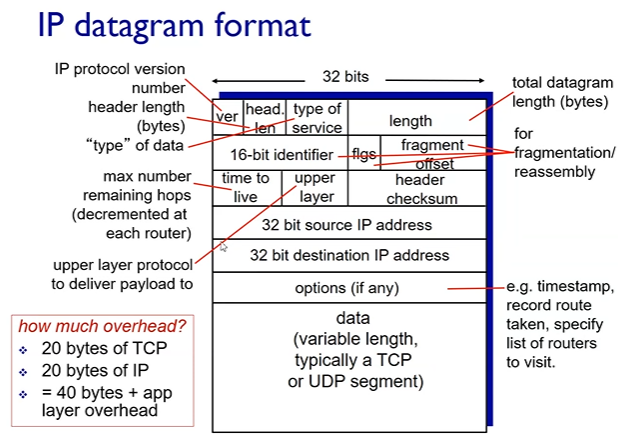 IP datagram format
32 bits
IP protocol version
number
header length
(bytes)
“type” of data
max number
remaining hops
(decremented at
each router)
upper layer protocol
to deliver payload to
how much overhead?
20 bytes of TCP
20 bytes of IP
= 40 bytes + app
layer overhead
ver
head.
len
type of
service
length
16-bit identifier
flgs
fragment
offset
time to
live
upper
layer
header
checksum
32 bit source IP address
32 bit destination IP address
options (if any)
data
(variable length,
typically a TCP
or UDP segment)
total datagram
length (bytes)
for
fragmentation/
reassembly
e.g. timestamp,
record route
taken, specify
list of routers
to visit.